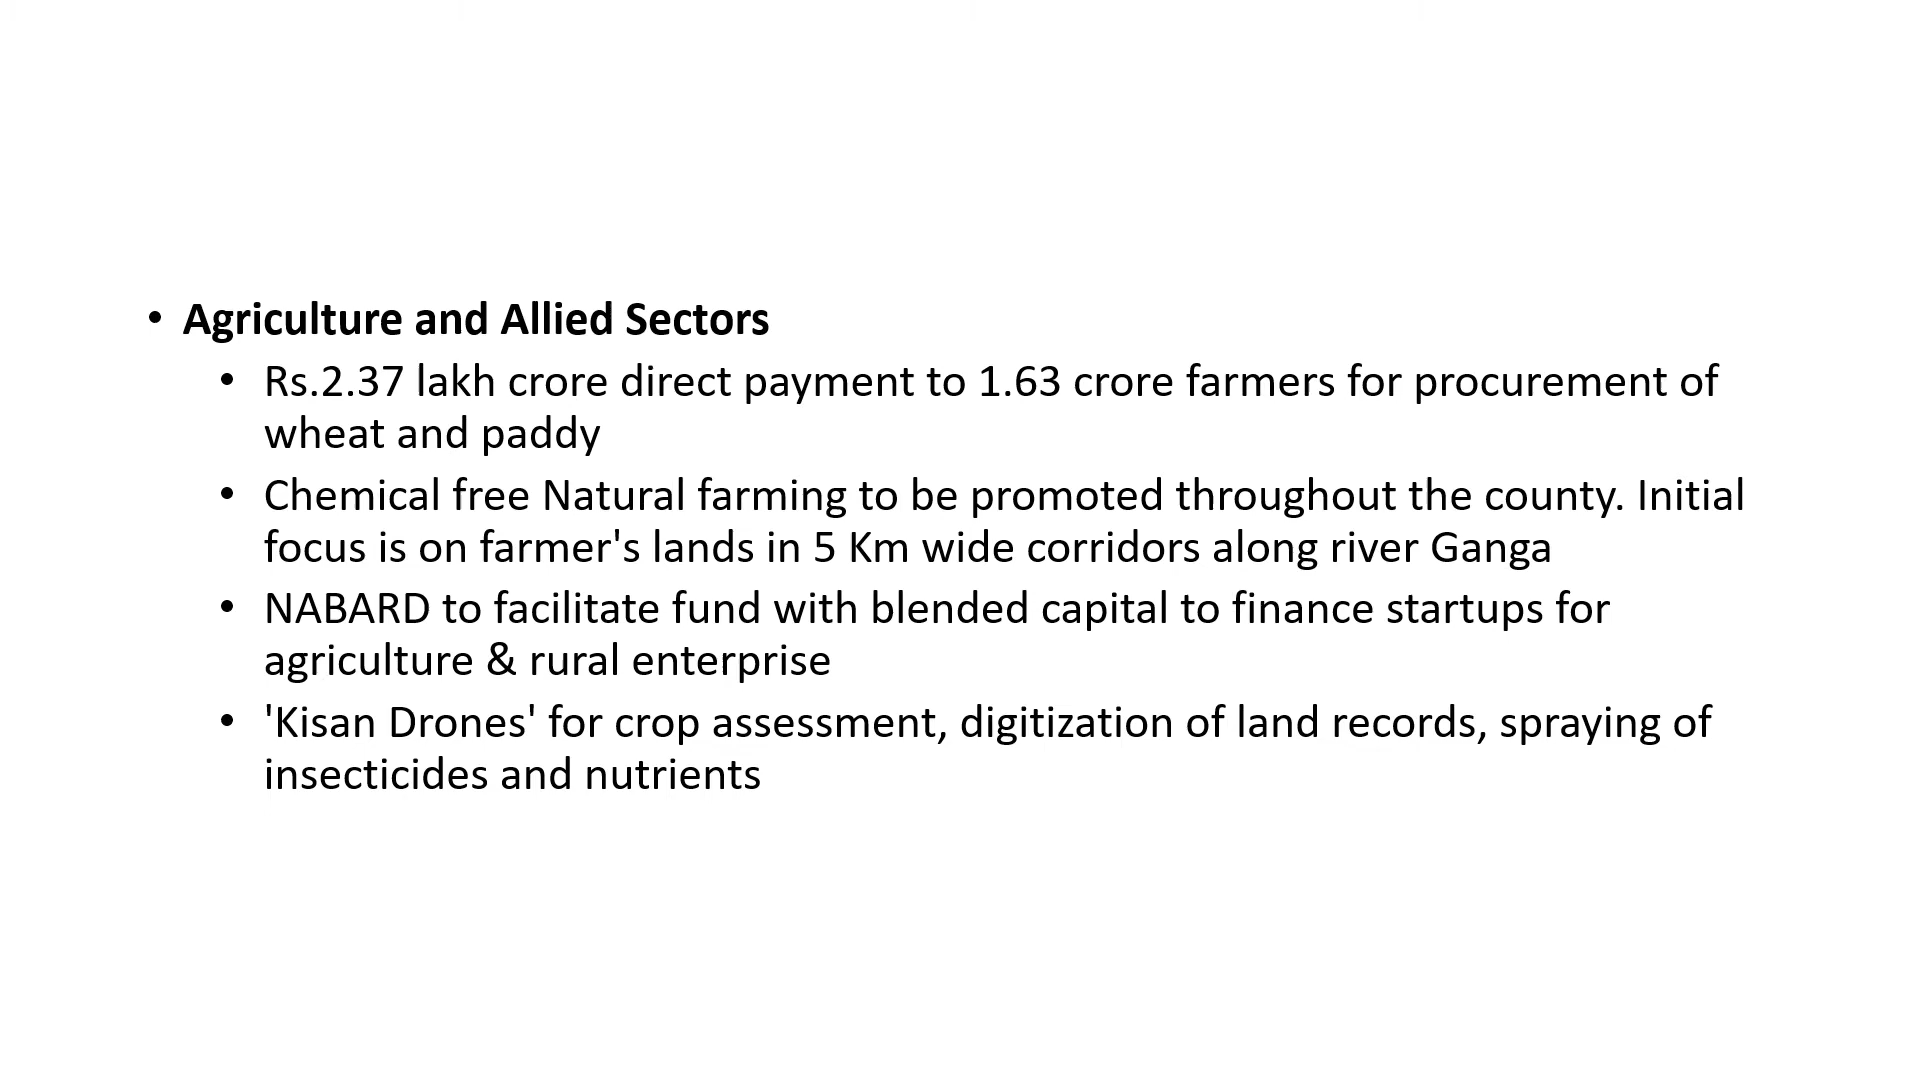 • Agriculture and Allied Sectors
• Rs.2.37 lakh crore direct payment to 1.63 crore farmers for procurement of
wheat and paddy
• Chemical free Natural farming to be promoted throughout the county. Initial
focus is on farmer's lands in 5 Km wide corridors along river Ganga
• NABARD to facilitate fund with blended capital to finance startups for
agriculture & rural enterprise
• 'Kisan Drones' for crop assessment, digitization of land records, spraying of
insecticides and nutrients